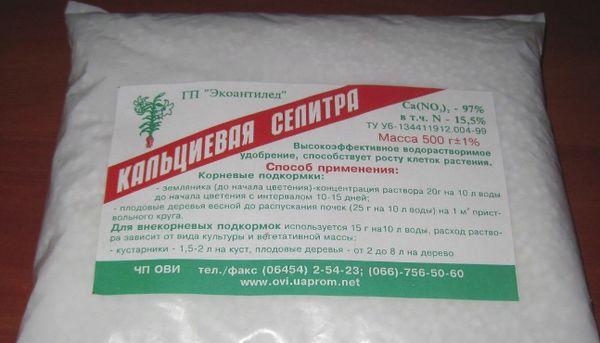 ГП "Экоантилед"
КАЛЬЦИЕВАЯ СЕЛИТРА
Ca(NO₃)₂ - 97%
в т.ч. N - 15,5%
ТУ У6-134411912.004-99
Масса 500 г±1%
Высокоэффективное водорастворимое
удобрение, способствует росту клеток растения.
Способ применения:
Корневые подкормки:
- земляника (до начала цветения)-концентрация раствора 20г на 10 л воды
до начала цветения с интервалом 10-15 дней;
- плодовые деревья весной до распускания почек (25 г на 10 л воды) на 1 м² прист-
вольного круга.
Для внекорневых подкормок используется 15 г на10 литров воды, расход раство-
ра зависит от вида культуры и вегетативной массы:
- кустарники - 1,5-2 л на куст, плодовые деревья - от 2 до 8 л на дерево
ЧП ОВИ тел./факс (06454) 2-54-23; (066)-756-50-60
www.ovi.uaprom.net